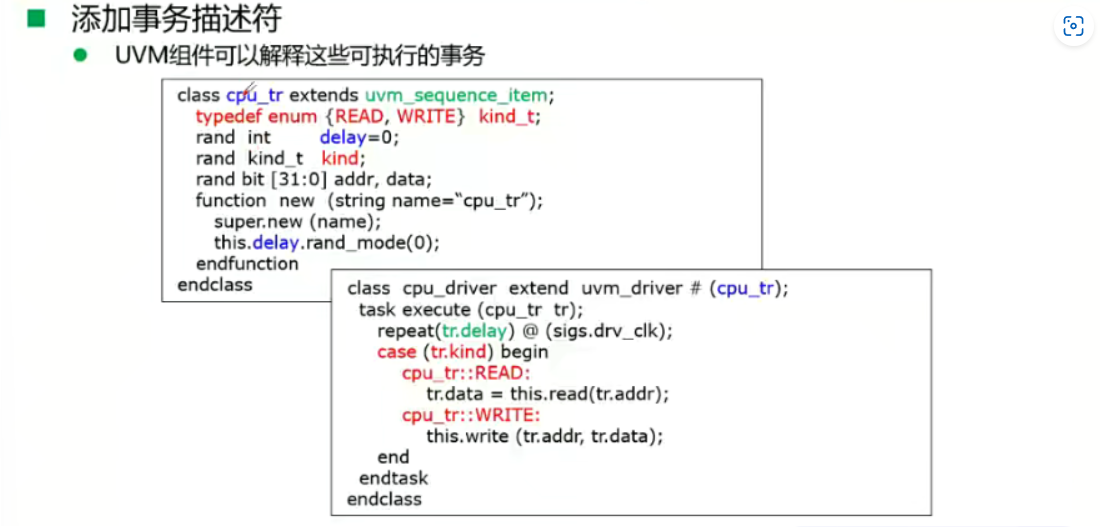 添加事务描述符
UVM组件可以解释这些可执行的事务
class cpu_tr extends uvm_sequence_item;
typedef enum {READ, WRITE} kind_t;
rand int delay=0;
rand kind_t kind;
rand bit [31:0] addr, data;
function new (string name=“cpu_tr”);
super.new (name);
this.delay.rand_mode(0);
endfunction
endclass
class cpu_driver extend uvm_driver # (cpu_tr);
task execute (cpu_tr tr);
repeat(tr.delay) @ (sigs.drv_clk);
case (tr.kind) begin
cpu_tr::READ:
tr.data = this.read(tr.addr);
cpu_tr::WRITE:
this.write (tr.addr, tr.data);
end
endtask
endclass